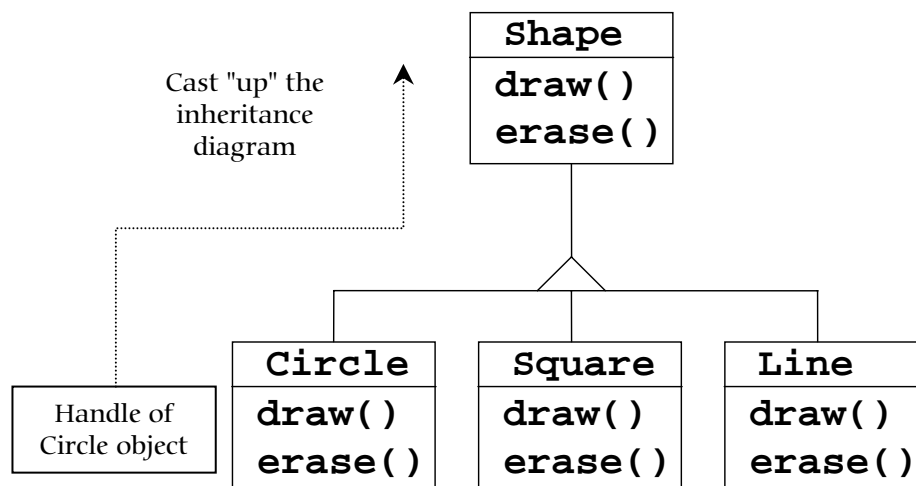 Shape
draw()
erase()
Cast "up" the
inheritance
diagram
Circle
draw()
erase()
Square
draw()
erase()
Line
draw()
erase()
Handle of
Circle object